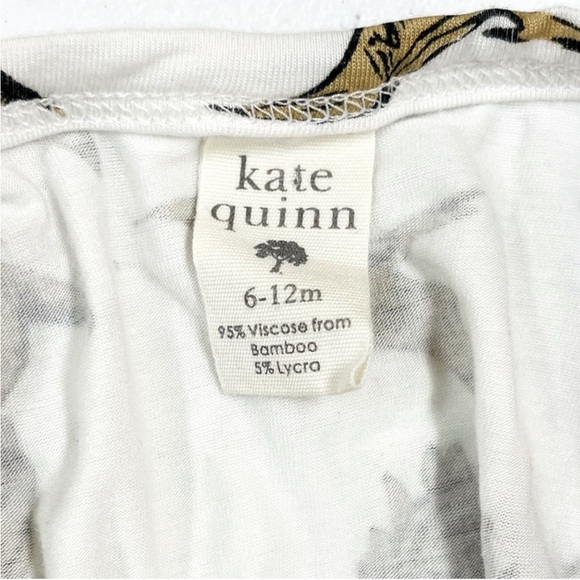 kate
quinn
6-12m
95% Viscose from
Bamboo
5% Lycra